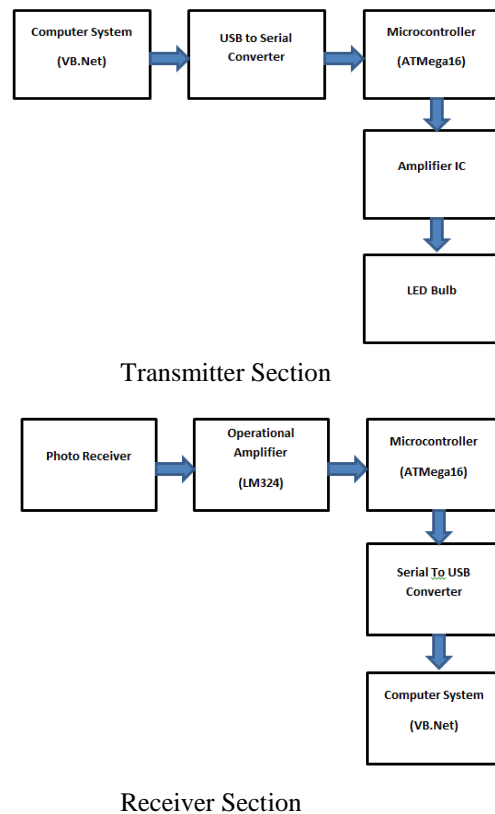 Computer System
(VB.Net)
USB to Serial
Converter
Microcontroller
(ATMega16)
Amplifier IC
LED Bulb
Transmitter Section
Photo Receiver
Operational
Amplifier
(LM324)
Microcontroller
(ATMega16)
Serial To USB
Converter
Computer System
(VB.Net)
Receiver Section